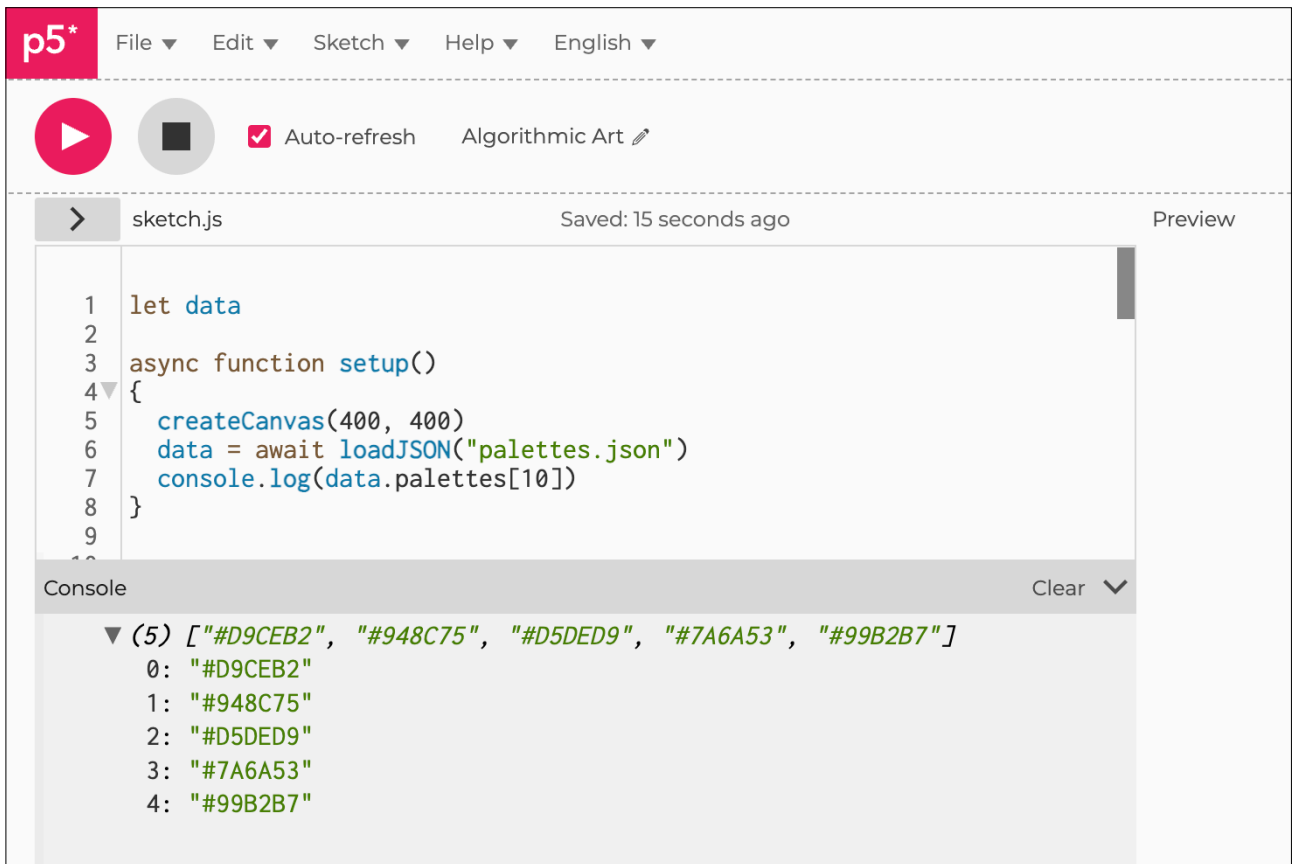 p5* File Edit Sketch Help English
Auto-refresh Algorithmic Art
sketch.js Saved: 15 seconds ago Preview
1 let data
2
3 async function setup()
4 {
5 createCanvas(400, 400)
6 data = await loadJSON("palettes.json")
7 console.log(data.palettes[10])
8 }
9
Console Clear
(5) ["#D9CEB2", "#948C75", "#D5DED9", "#7A6A53", "#99B2B7"]
0: "#D9CEB2"
1: "#948C75"
2: "#D5DED9"
3: "#7A6A53"
4: "#99B2B7"